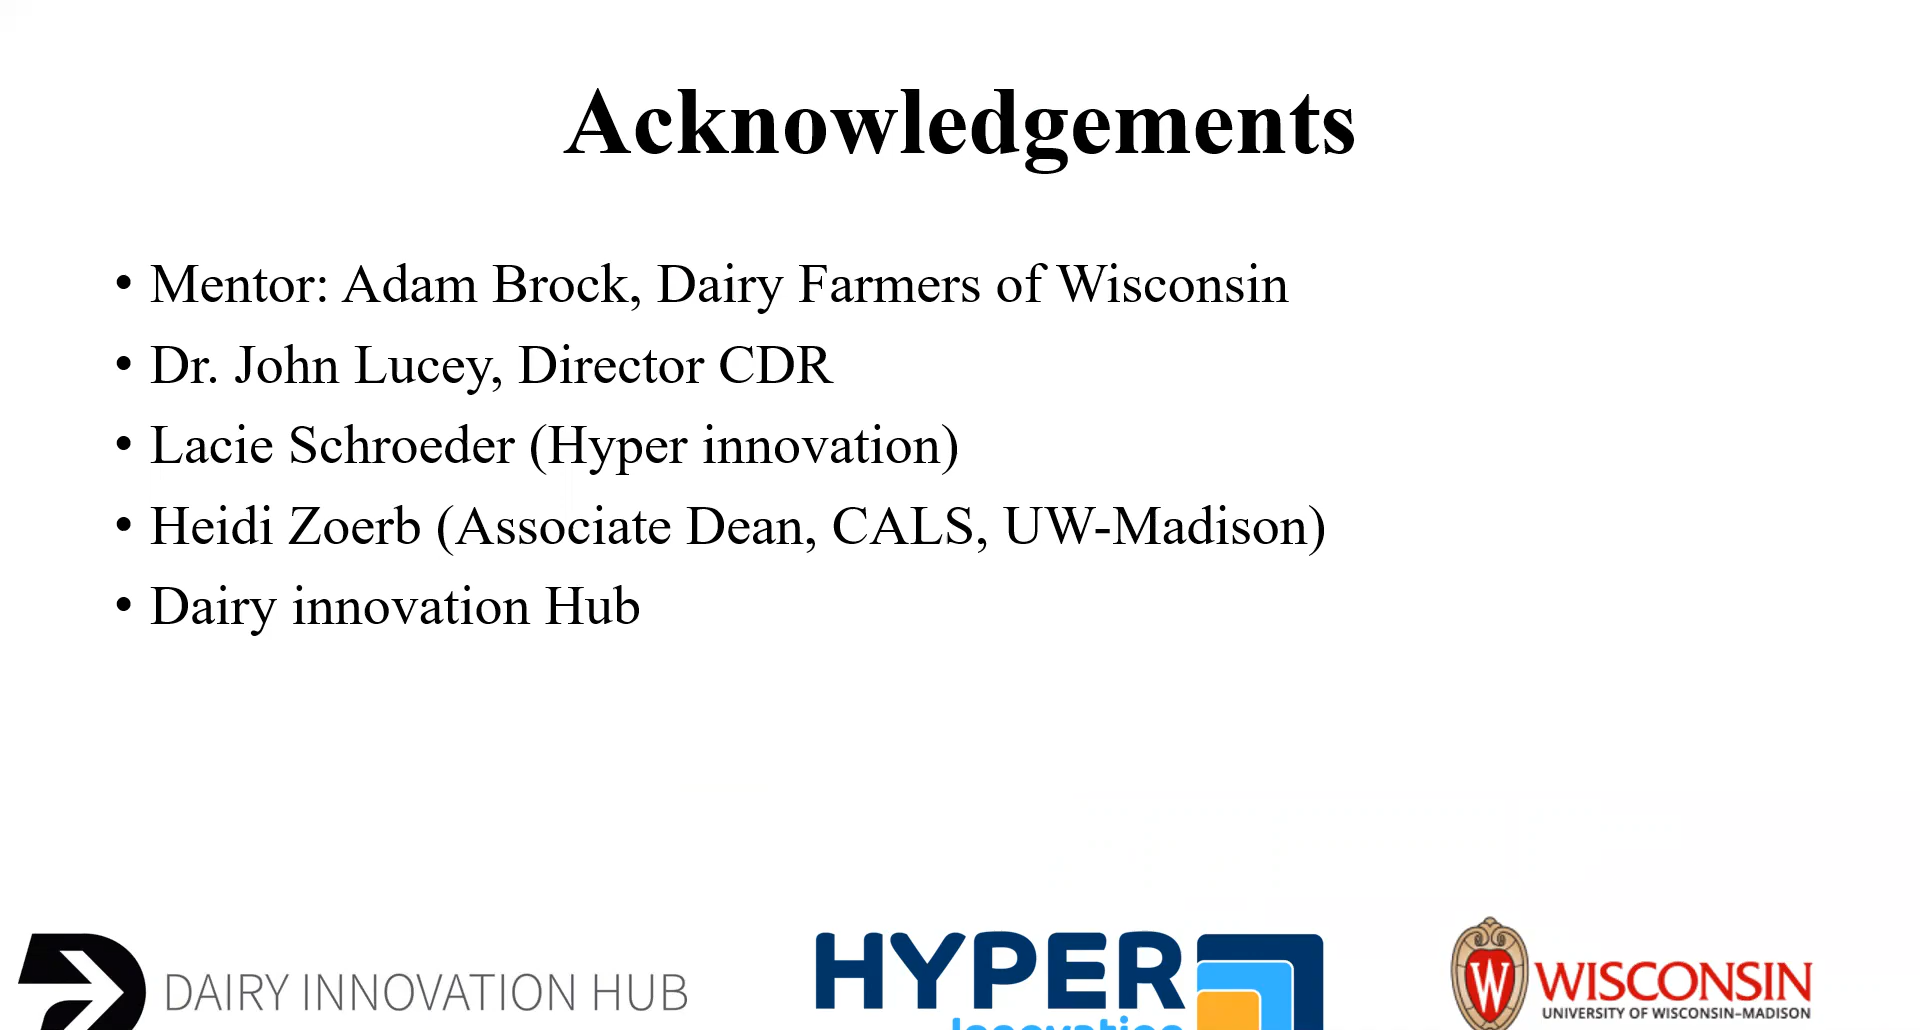 Acknowledgements
• Mentor: Adam Brock, Dairy Farmers of Wisconsin
• Dr. John Lucey, Director CDR
• Lacie Schroeder (Hyper innovation)
• Heidi Zoerb (Associate Dean, CALS, UW-Madison)
• Dairy innovation Hub
DAIRY INNOVATION HUB
HYPER
Innovation
W
WISCONSIN
UNIVERSITY OF WISCONSIN–MADISON